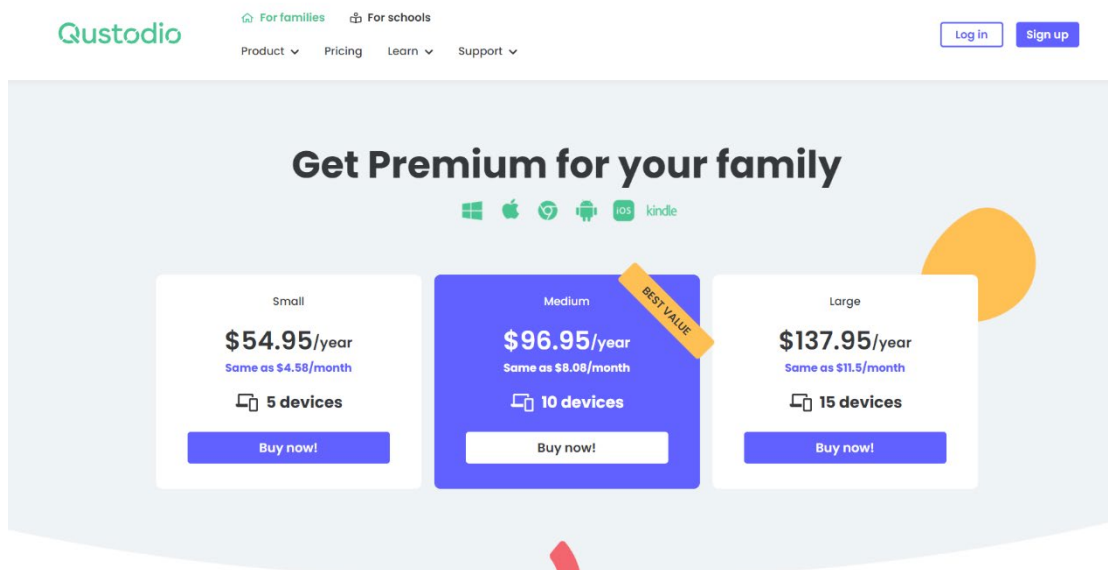 Qustodio
For families
For schools
Product
Pricing
Learn
Support
Log in
Sign up
Get Premium for your family
iOS
kindle
Small
$54.95/year
Same as $4.58/month
5 devices
Buy now!
BEST VALUE
Medium
$96.95/year
Same as $8.08/month
10 devices
Buy now!
Large
$137.95/year
Same as $11.5/month
15 devices
Buy now!